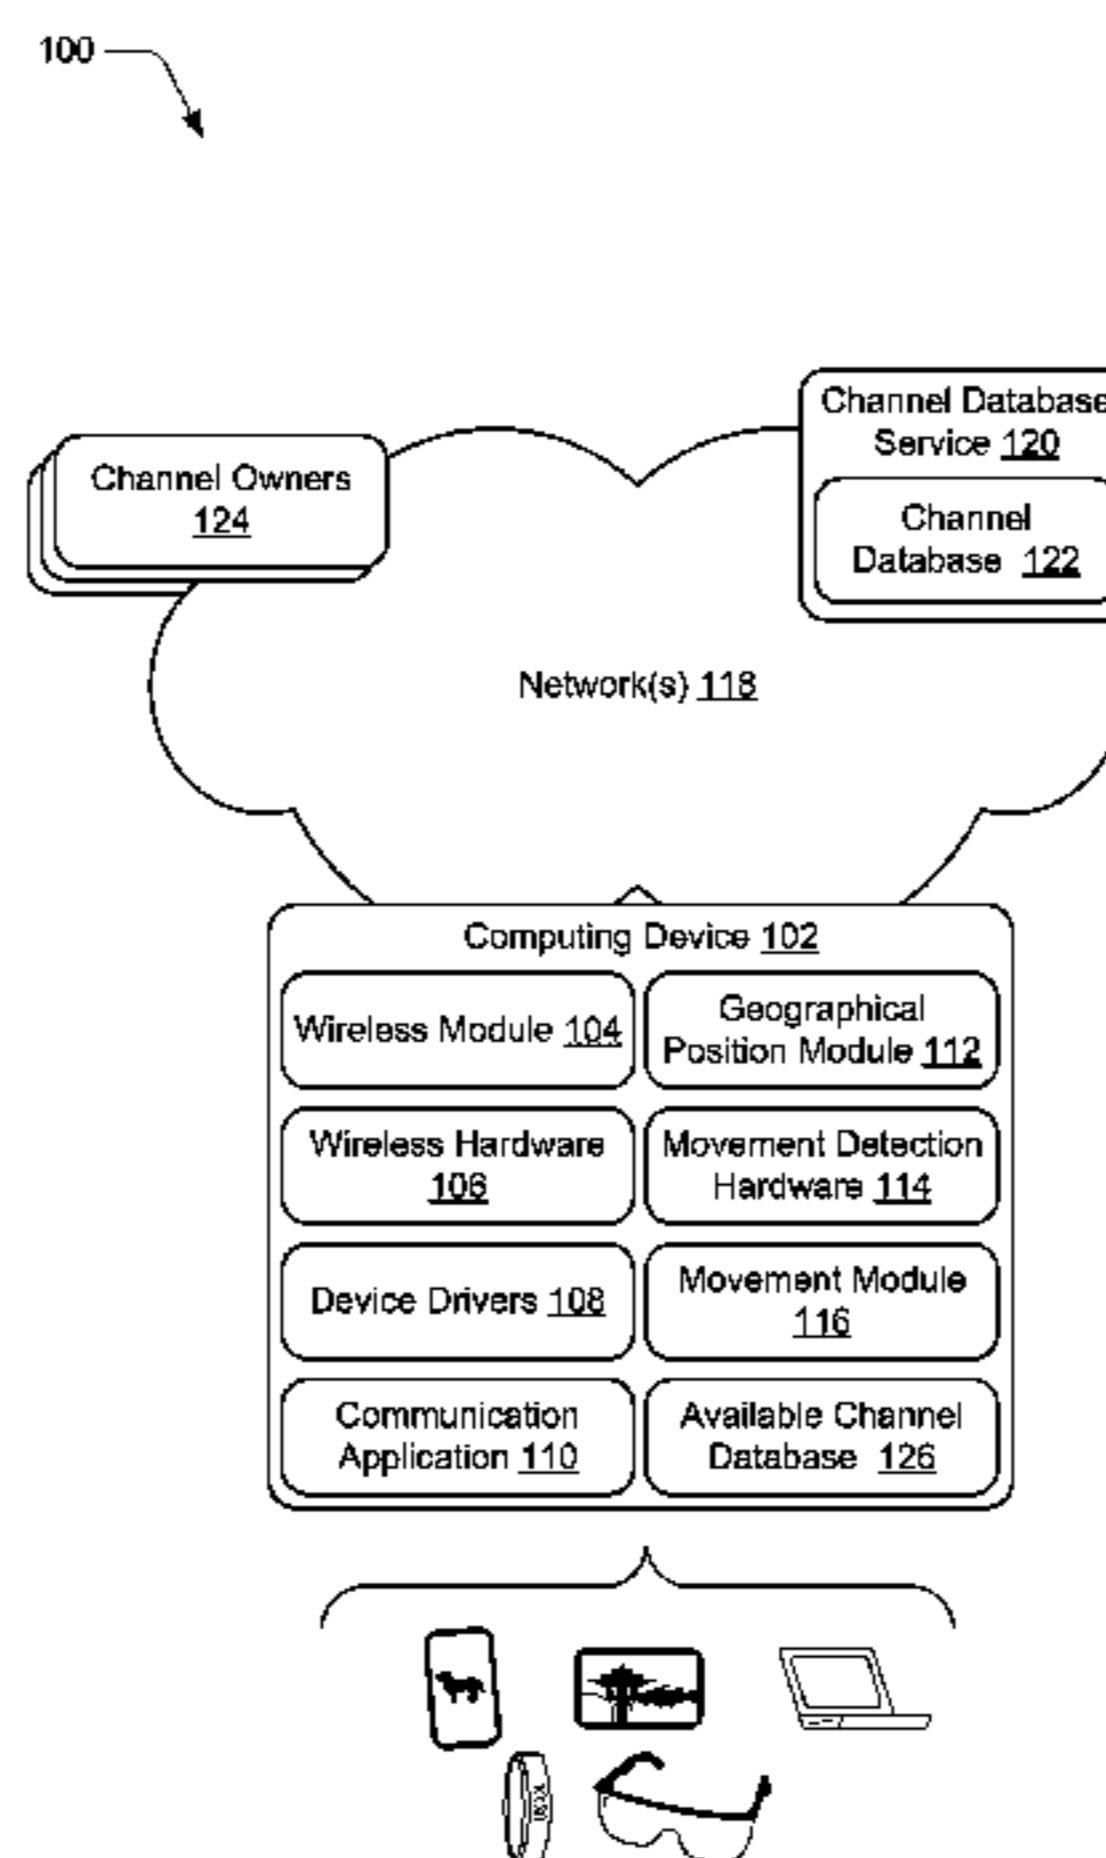 100
Channel Database
Service 120
Channel Owners
124
Channel
Database 122
Network(s) 118
Computing Device 102
Wireless Module 104
Geographical
Position Module 112
Wireless Hardware
106
Movement Detection
Hardware 114
Device Drivers 108
Movement Module
116
Communication
Application 110
Available Channel
Database 126